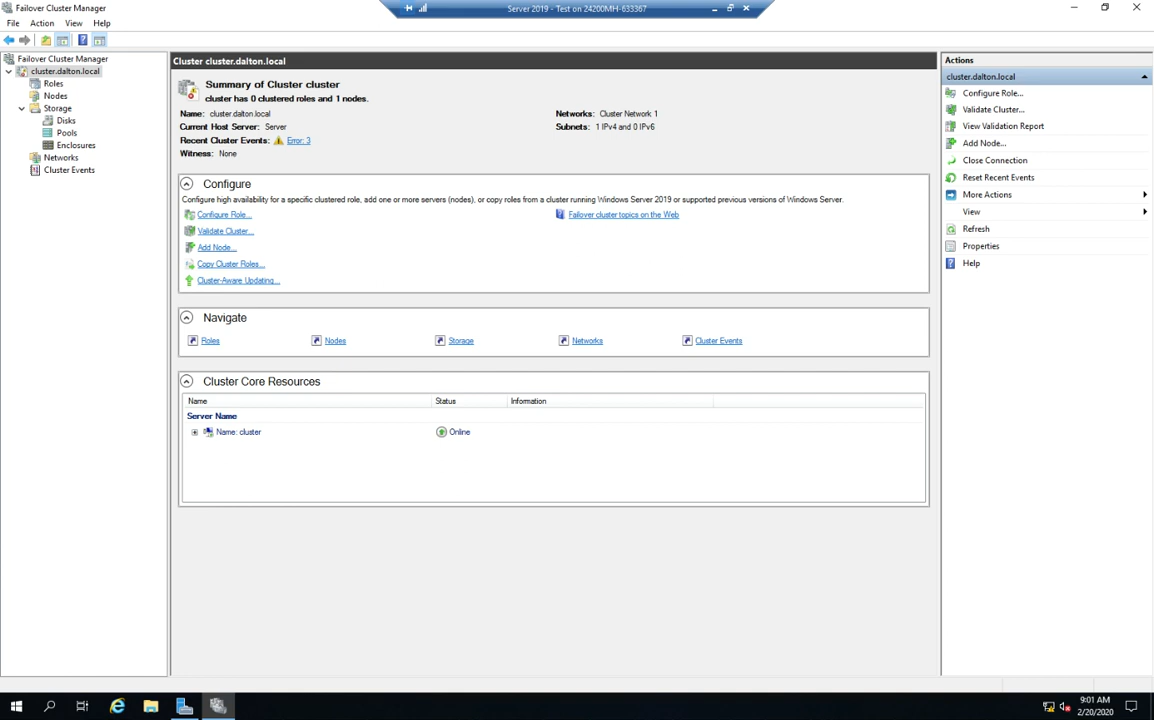 Failover Cluster Manager
Server 2019 - Test on 24200MH-633367
File Action View Help
Failover Cluster Manager
cluster.dalton.local
Roles
Nodes
Storage
Disks
Pools
Enclosures
Networks
Cluster Events
Cluster cluster.dalton.local
Summary of Cluster cluster
cluster has 0 clustered roles and 1 nodes.
Name: cluster.dalton.local
Networks: Cluster Network 1
Current Host Server: Server
Subnets: 1 IPv4 and 0 IPv6
Recent Cluster Events: Error: 3
Witness: None
Configure
Configure high availability for a specific clustered role, add one or more servers (nodes), or copy roles from a cluster running Windows Server 2019 or supported previous versions of Windows Server.
Configure Role...
Failover cluster topics on the Web
Validate Cluster...
Add Node...
Copy Cluster Roles...
Cluster-Aware Updating...
Navigate
Roles Nodes Storage Networks Cluster Events
Cluster Core Resources
Name Status Information
Server Name
Name: cluster Online
Actions
cluster.dalton.local
Configure Role...
Validate Cluster...
View Validation Report
Add Node...
Close Connection
Reset Recent Events
More Actions
View
Refresh
Properties
Help
9:01 AM
2/20/2020